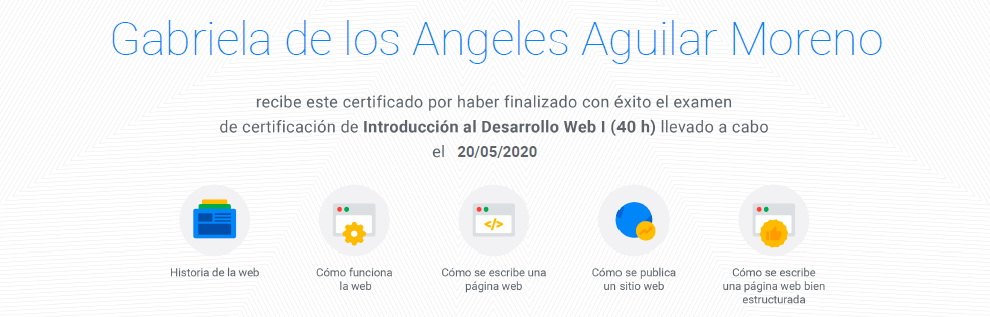 Gabriela de los Angeles Aguilar Moreno
recibe este certificado por haber finalizado con éxito el examen
de certificación de Introducción al Desarrollo Web I (40 h) llevado a cabo
el 20/05/2020
</>
Historia de la web
Cómo funciona
la web
Cómo se escribe una
página web
Cómo se publica
un sitio web
Cómo se escribe
una página web bien
estructurada